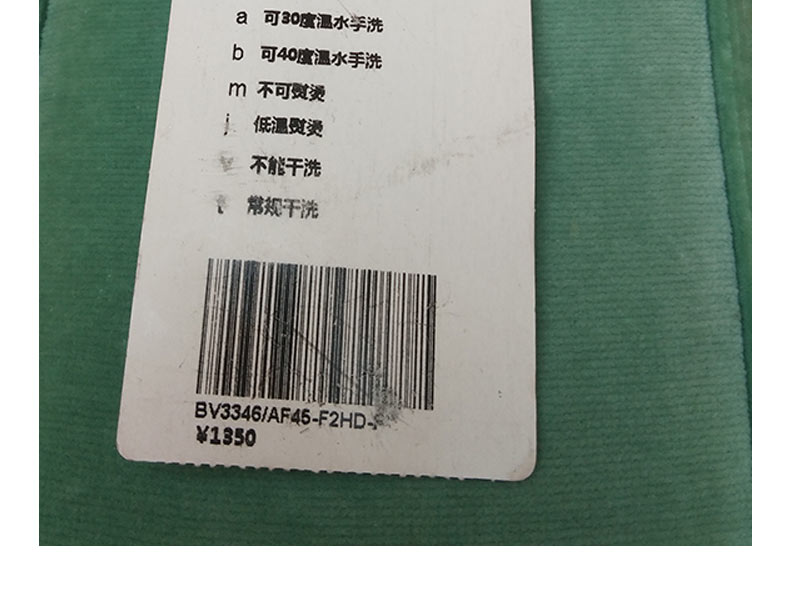 a 可30度温水手洗
b 可40度温水手洗
m 不可熨烫
低温熨烫
不能干洗
t 常规干洗
BV3346/AF45-F2HD-
¥1350